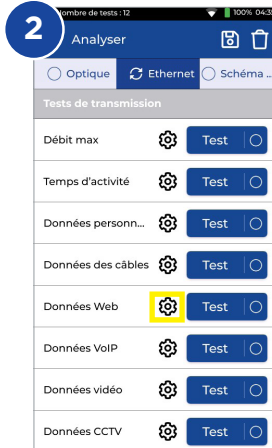 2
Nombre de tests : 12 100% 04:35
Analyser
Optique Ethernet Schéma ...
Tests de transmission
Débit max Test
Temps d'activité Test
Données personn... Test
Données des câbles Test
Données Web Test
Données VoIP Test
Données vidéo Test
Données CCTV Test